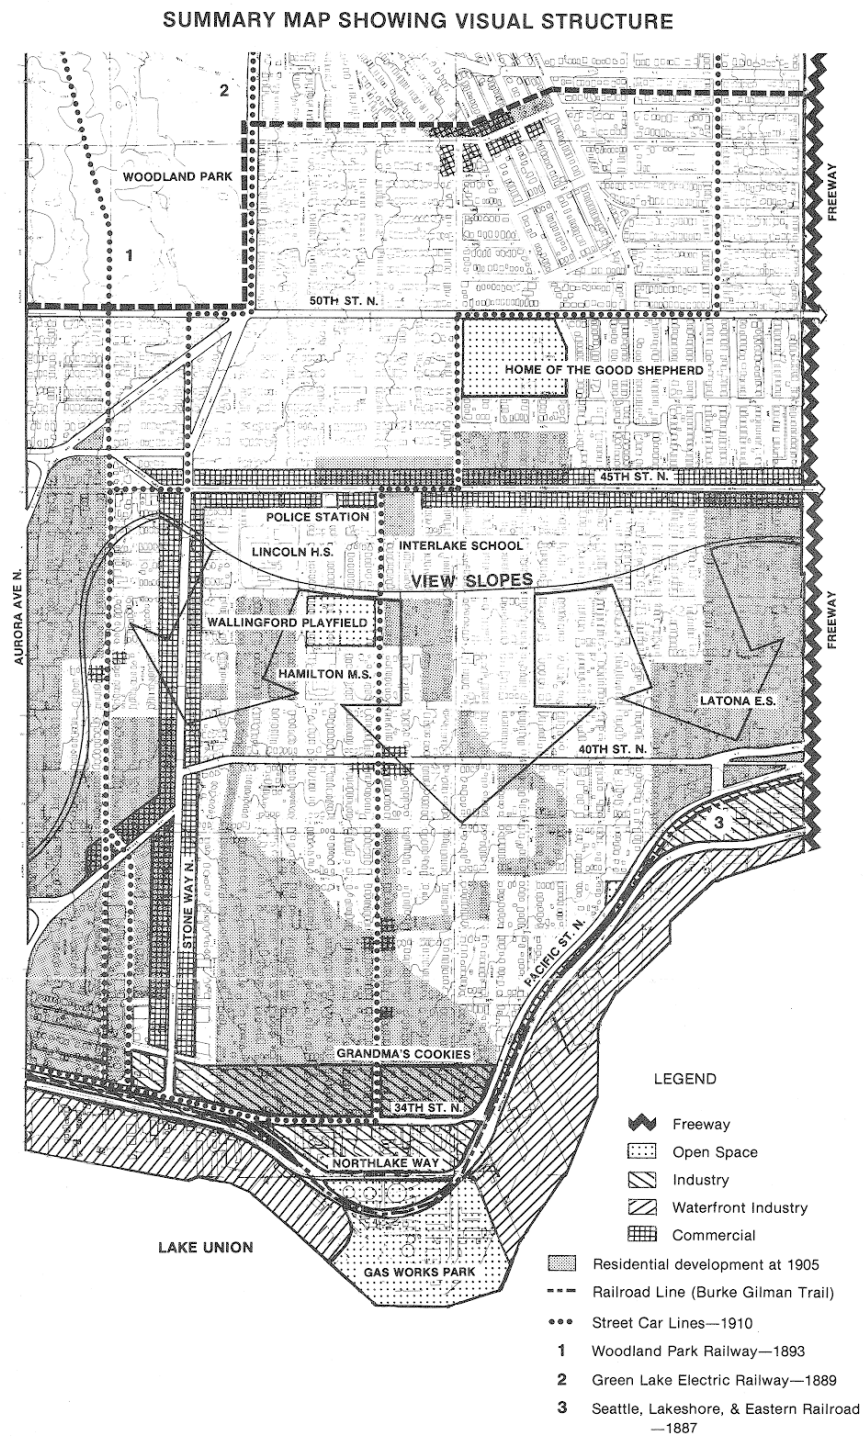 SUMMARY MAP SHOWING VISUAL STRUCTURE
2
WOODLAND PARK
FREEWAY
1
50TH ST. N.
HOME OF THE GOOD SHEPHERD
45TH ST. N.
POLICE STATION
LINCOLN H.S.
INTERLAKE SCHOOL
VIEW SLOPES
AURORA AVE N.
FREEWAY
WALLINGFORD PLAYFIELD
HAMILTON M.S.
LATONA E.S.
40TH ST. N.
3
STONE WAY N.
PACIFIC ST. N.
GRANDMA'S COOKIES
34TH ST. N.
NORTHLAKE WAY
LAKE UNION
GAS WORKS PARK
LEGEND
Freeway
Open Space
Industry
Waterfront Industry
Commercial
Residential development at 1905
Railroad Line (Burke Gilman Trail)
Street Car Lines—1910
1 Woodland Park Railway—1893
2 Green Lake Electric Railway—1889
3 Seattle, Lakeshore, & Eastern Railroad
—1887